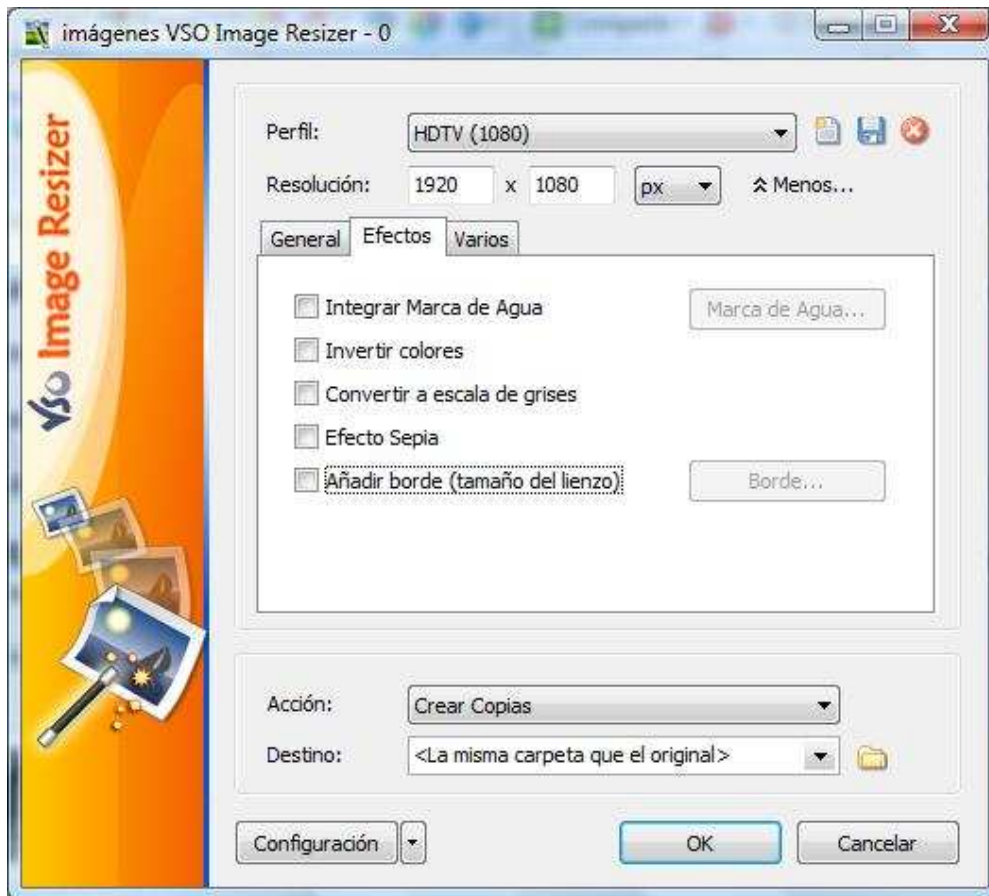 imágenes VSO Image Resizer - 0
VSO Image Resizer
Perfil: HDTV (1080)
Resolución: 1920 x 1080 px Menos...
General Efectos Varios
Integrar Marca de Agua Marca de Agua...
Invertir colores
Convertir a escala de grises
Efecto Sepia
Añadir borde (tamaño del lienzo) Borde...
Acción: Crear Copias
Destino: <La misma carpeta que el original>
Configuración OK Cancelar